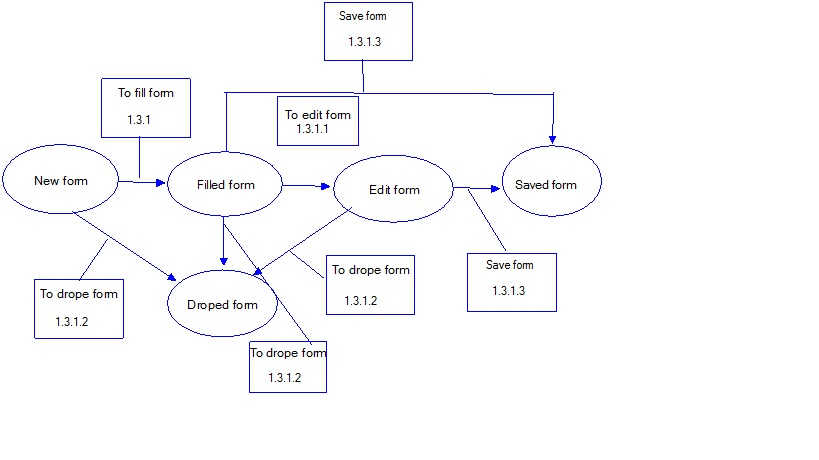 Save form
1.3.1.3
To fill form
1.3.1
To edit form
1.3.1.1
New form
Filled form
Edit form
Saved form
To drope form
1.3.1.2
Droped form
To drope form
1.3.1.2
Save form
1.3.1.3
To drope form
1.3.1.2